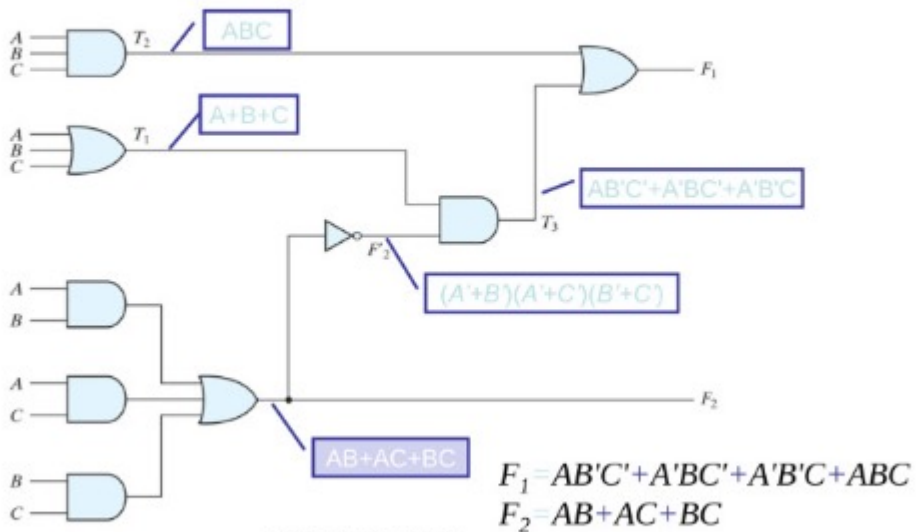 A
B
C
T₂
ABC
F₁
A
B
C
T₁
A+B+C
AB'C'+A'BC'+A'B'C
T₃
F'₂
(A'+B')(A'+C')(B'+C')
A
B
A
C
F₂
AB+AC+BC
B
C
F₁=AB'C'+A'BC'+A'B'C+ABC
F₂=AB+AC+BC